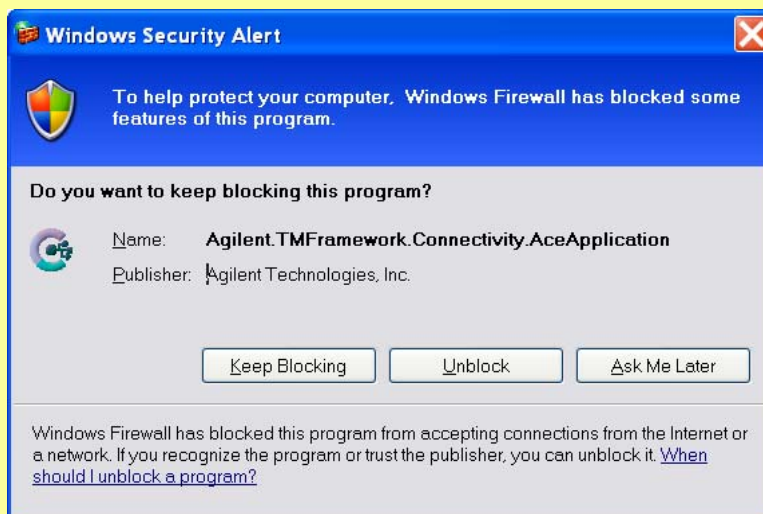 Windows Security Alert
To help protect your computer, Windows Firewall has blocked some
features of this program.
Do you want to keep blocking this program?
Name: Agilent.TMFramework.Connectivity.AceApplication
Publisher: Agilent Technologies, Inc.
Keep Blocking Unblock Ask Me Later
Windows Firewall has blocked this program from accepting connections from the Internet or
a network. If you recognize the program or trust the publisher, you can unblock it. When
should I unblock a program?